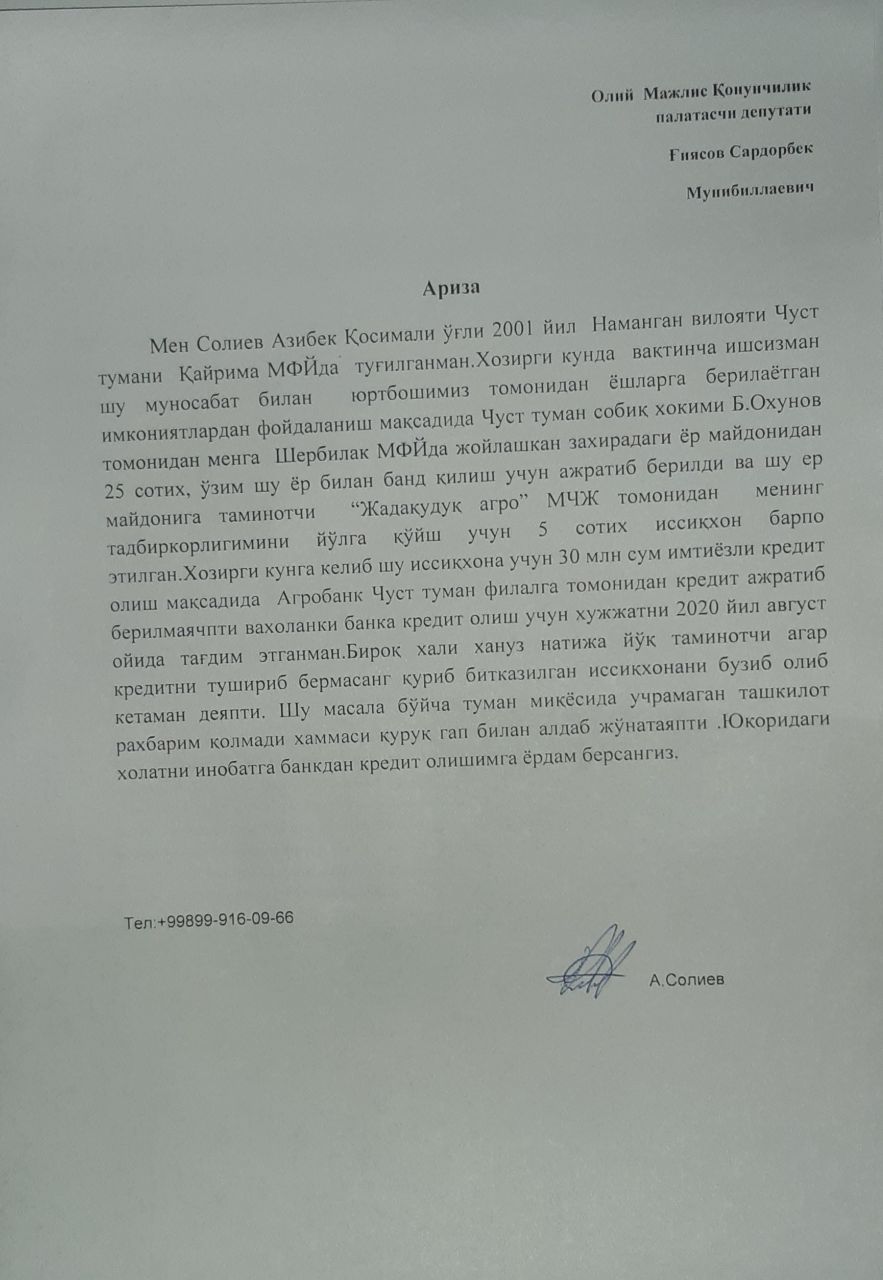 Олий Мажлис Қонунчилик
палатасчи депутати
Ғиясов Сардорбек
Мунибиллаевич
Ариза
Мен Солиев Азибек Қосимали ўғли 2001 йил Наманган вилояти Чуст
тумани Қайрима МФЙда туғилганман.Хозирги кунда вақтинча ишсизман
шу муносабат билан юртбошимиз томонидан ёшларга берилаётган
имкониятлардан фойдаланиш мақсадида Чуст туман собиқ хокими Б.Охунов
томонидан менга Шербилак МФЙда жойлашкан захирадаги ёр майдонидан
25 сотих, ўзим шу ёр билан банд қилиш учун ажратиб берилди ва шу ер
майдонига таминотчи “Жадақудуқ агро” МЧЖ томонидан менинг
тадбиркорлигимини йўлга қўйш учун 5 сотих иссиқхон барпо
этилган.Хозирги кунга келиб шу иссиқхона учун 30 млн сум имтиёзли кредит
олиш мақсадида Агробанк Чуст туман филалга томонидан кредит ажратиб
берилмаячпти вахоланки банка кредит олиш учун хужжатни 2020 йил август
ойида тағдим этганман.Бироқ хали хануз натижа йўқ таминотчи агар
кредитни тушириб бермасанг қуриб битказилган иссиқхонани бузиб олиб
кетаман деяпти. Шу масала бўйча туман миқёсида учрамаган ташкилот
рахбарим қолмади хаммаси қуруқ гап билан алдаб жўнатаяпти .Юқоридаги
холатни инобатга банкдан кредит олишимга ёрдам берсангиз.
Тел:+99899-916-09-66
А.Солиев